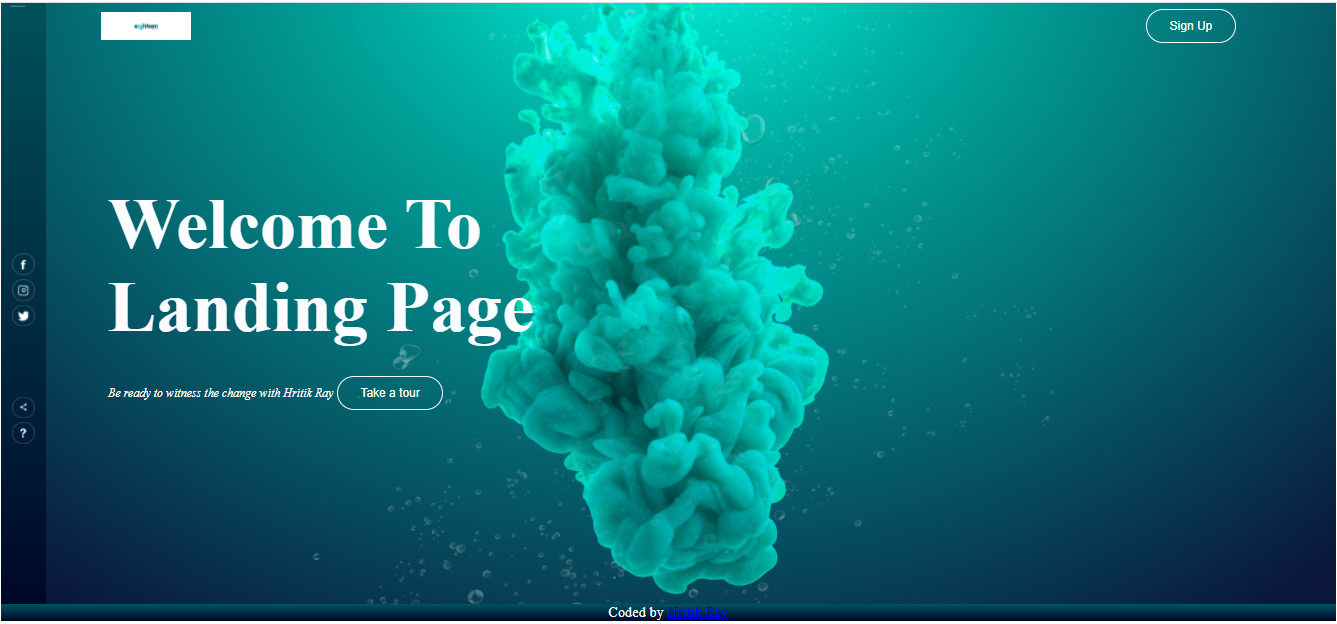 eighteen
Sign Up
Welcome To
Landing Page
Be ready to witness the change with Hritik Ray
Take a tour
?
Coded by Hritik Ray